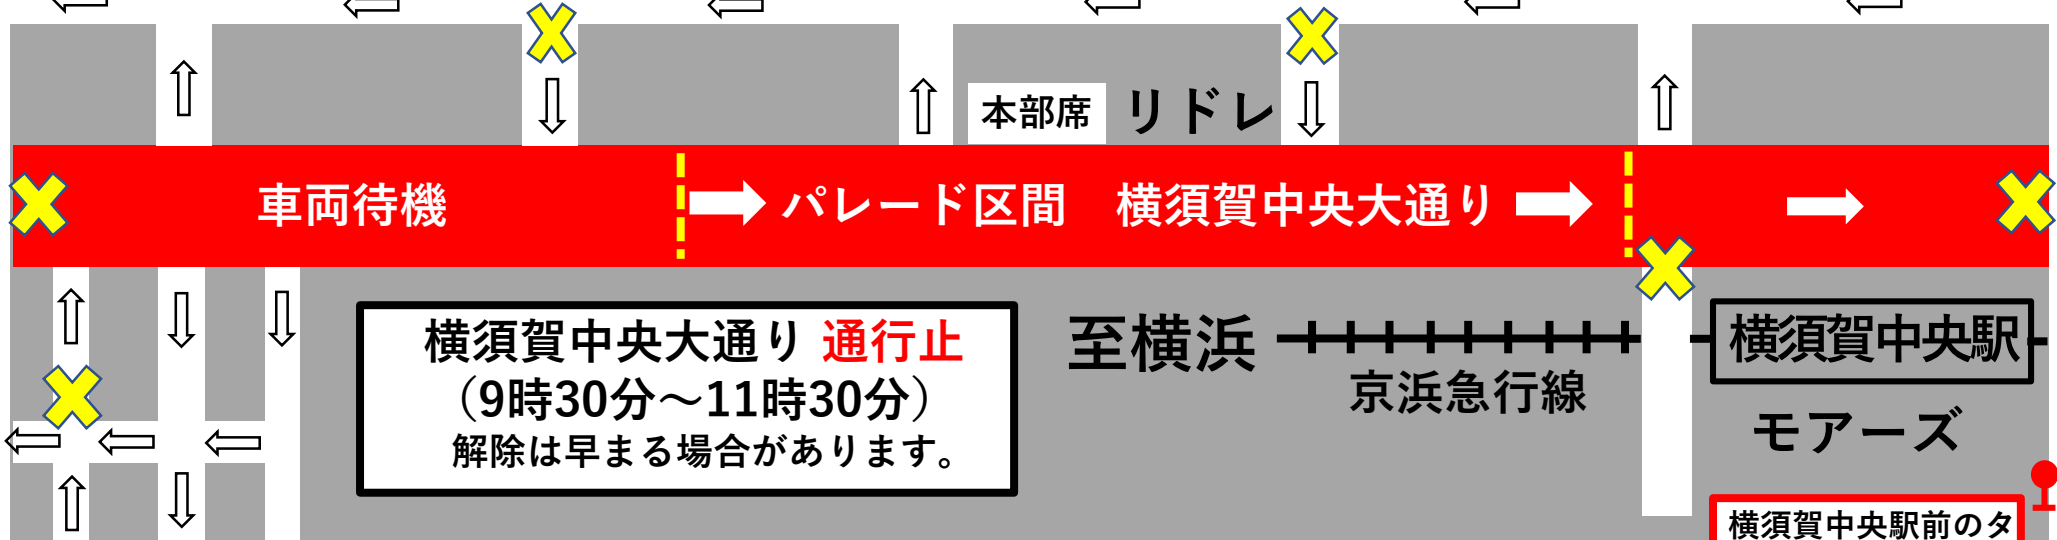 本部席 リドレ
車両待機
パレード区間 横須賀中央大通り
横須賀中央大通り 通行止
（9時30分～11時30分）
解除は早まる場合があります。
至横浜
京浜急行線
横須賀中央駅
モアーズ
横須賀中央駅前のタ